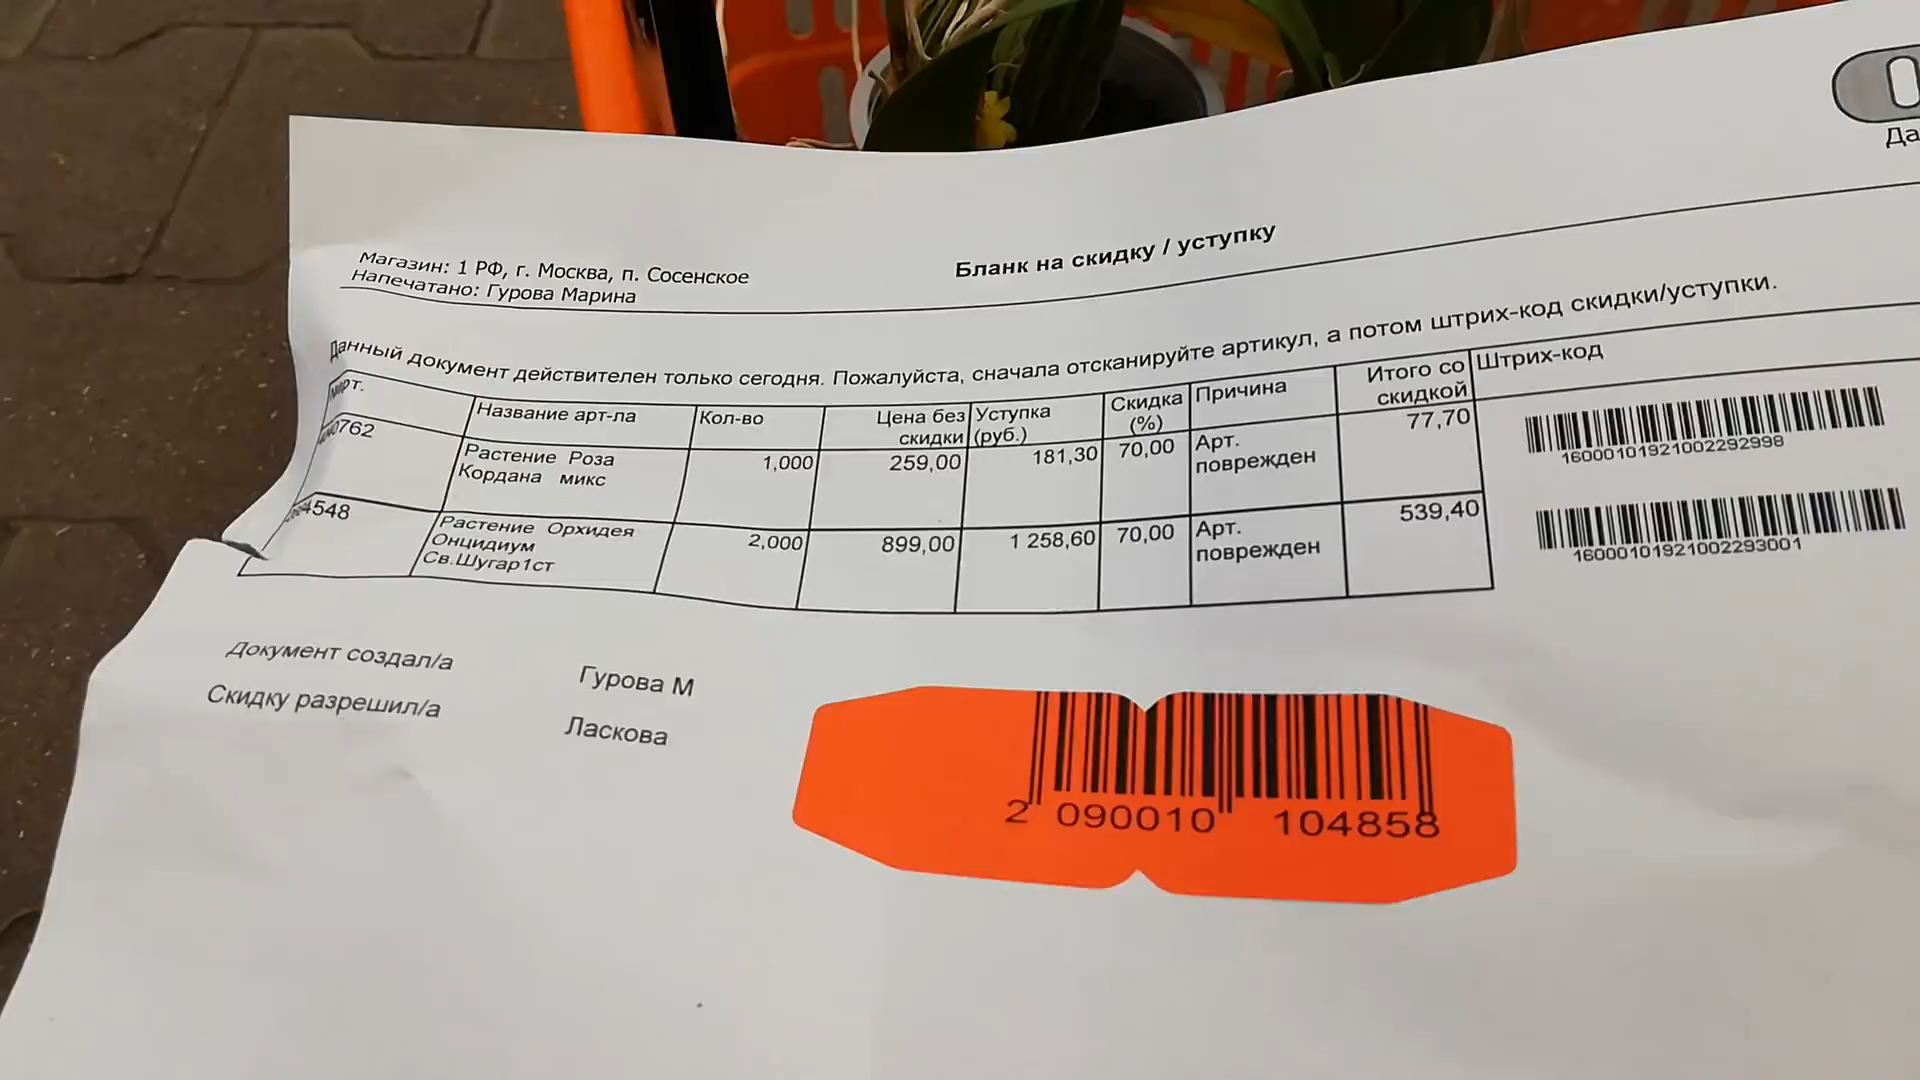 Да
Магазин: 1 РФ, г. Москва, п. Сосенское
Напечатано: Гурова Марина
Бланк на скидку / уступку
Данный документ действителен только сегодня. Пожалуйста, сначала отсканируйте артикул, а потом штрих-код скидки/уступки.
Название арт-ла Кол-во Цена без скидки Уступка (руб.) Скидка (%) Причина Итого со скидкой Штрих-код
Растение Роза Кордана микс 1,000 259,00 181,30 70,00 Арт. поврежден 77,70
16000101921002292998
4548 Растение Орхидея Онцидиум Св.Шугар1ст 2,000 899,00 1 258,60 70,00 Арт. поврежден 539,40
16000101921002293001
Документ создал/а Гурова М
Скидку разрешил/а Ласкова
2 090010 104858